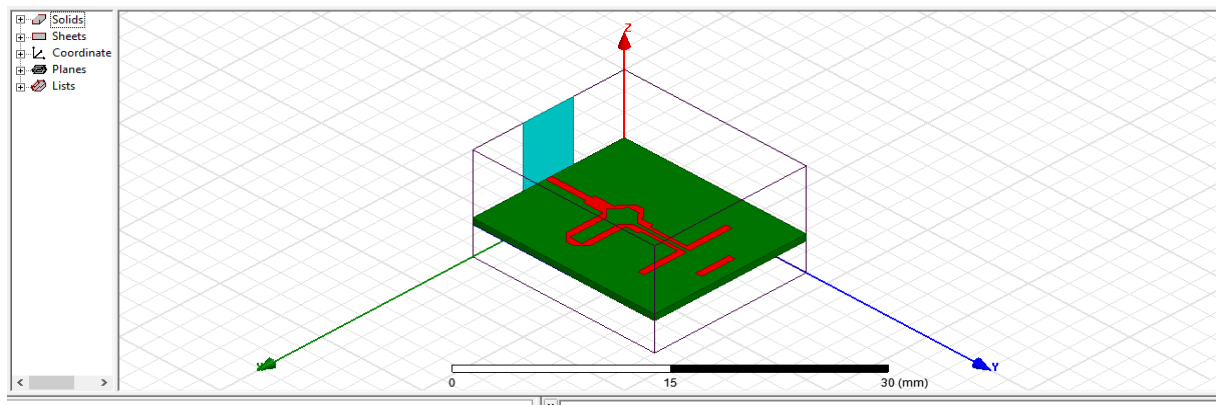 Solids
Sheets
Coordinate
Planes
Lists
Z
Y
0
15
30 (mm)